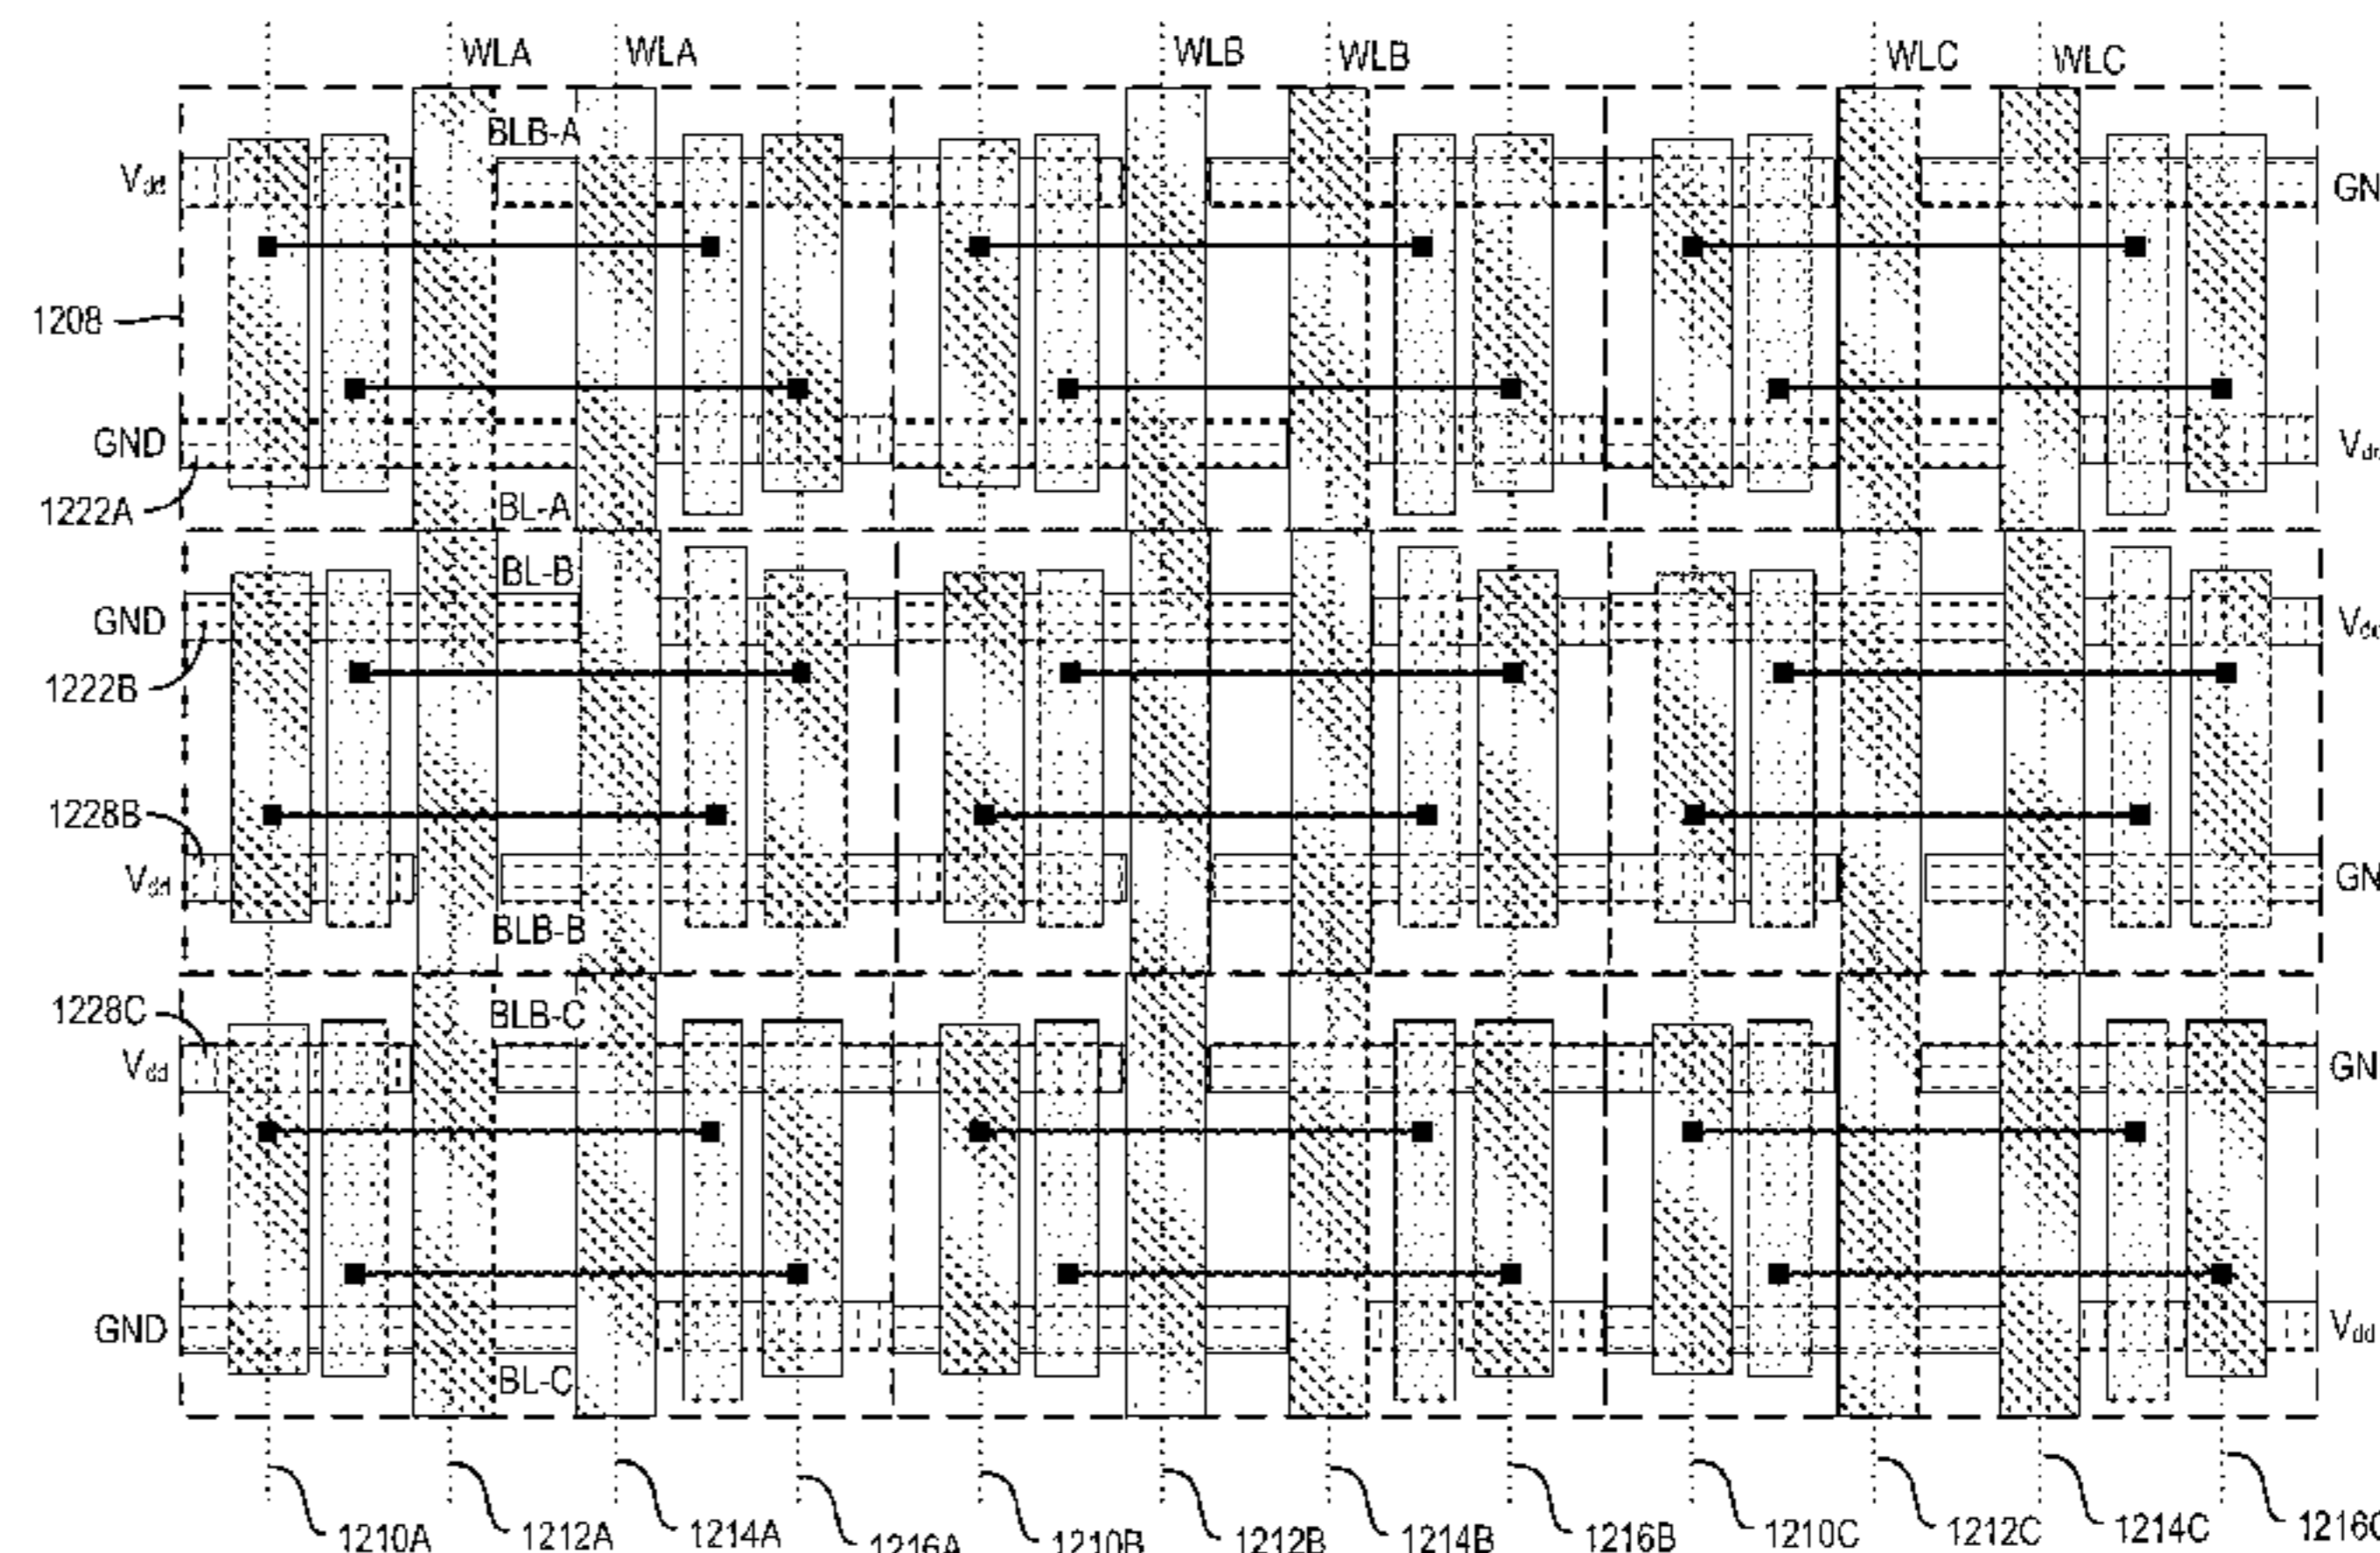 WLA WLA WLB WLB WLC WLC
BLB-A
Vdd GN
1208
GND Vdd
1222A
BL-A
BL-B
GND Vdd
1222B
1228B
Vdd GN
BLB-B
BLB-C
1228C
Vdd GN
GND Vdd
BL-C
1210A 1212A 1214A 1216A 1210B 1212B 1214B 1216B 1210C 1212C 1214C 1216C